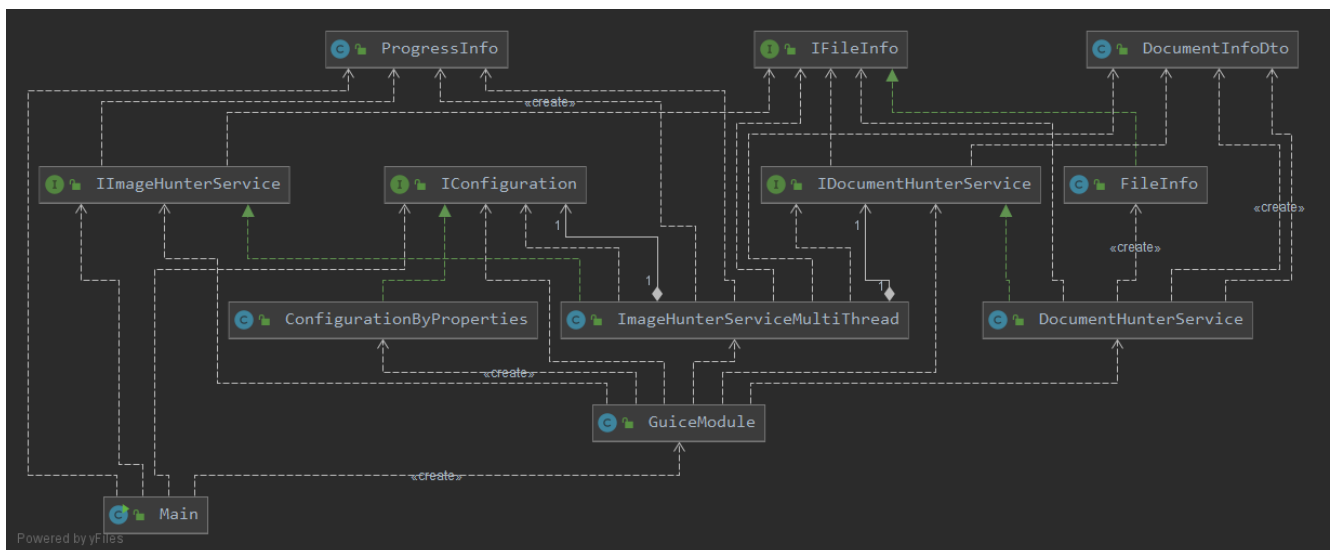 ProgressInfo
IFileInfo
DocumentInfoDto
«create»
IImageHunterService
IConfiguration
IDocumentHunterService
FileInfo
«create»
1
1
«create»
1
1
ConfigurationByProperties
ImageHunterServiceMultiThread
DocumentHunterService
«create»
GuiceModule
«create»
Main
Powered by yFiles